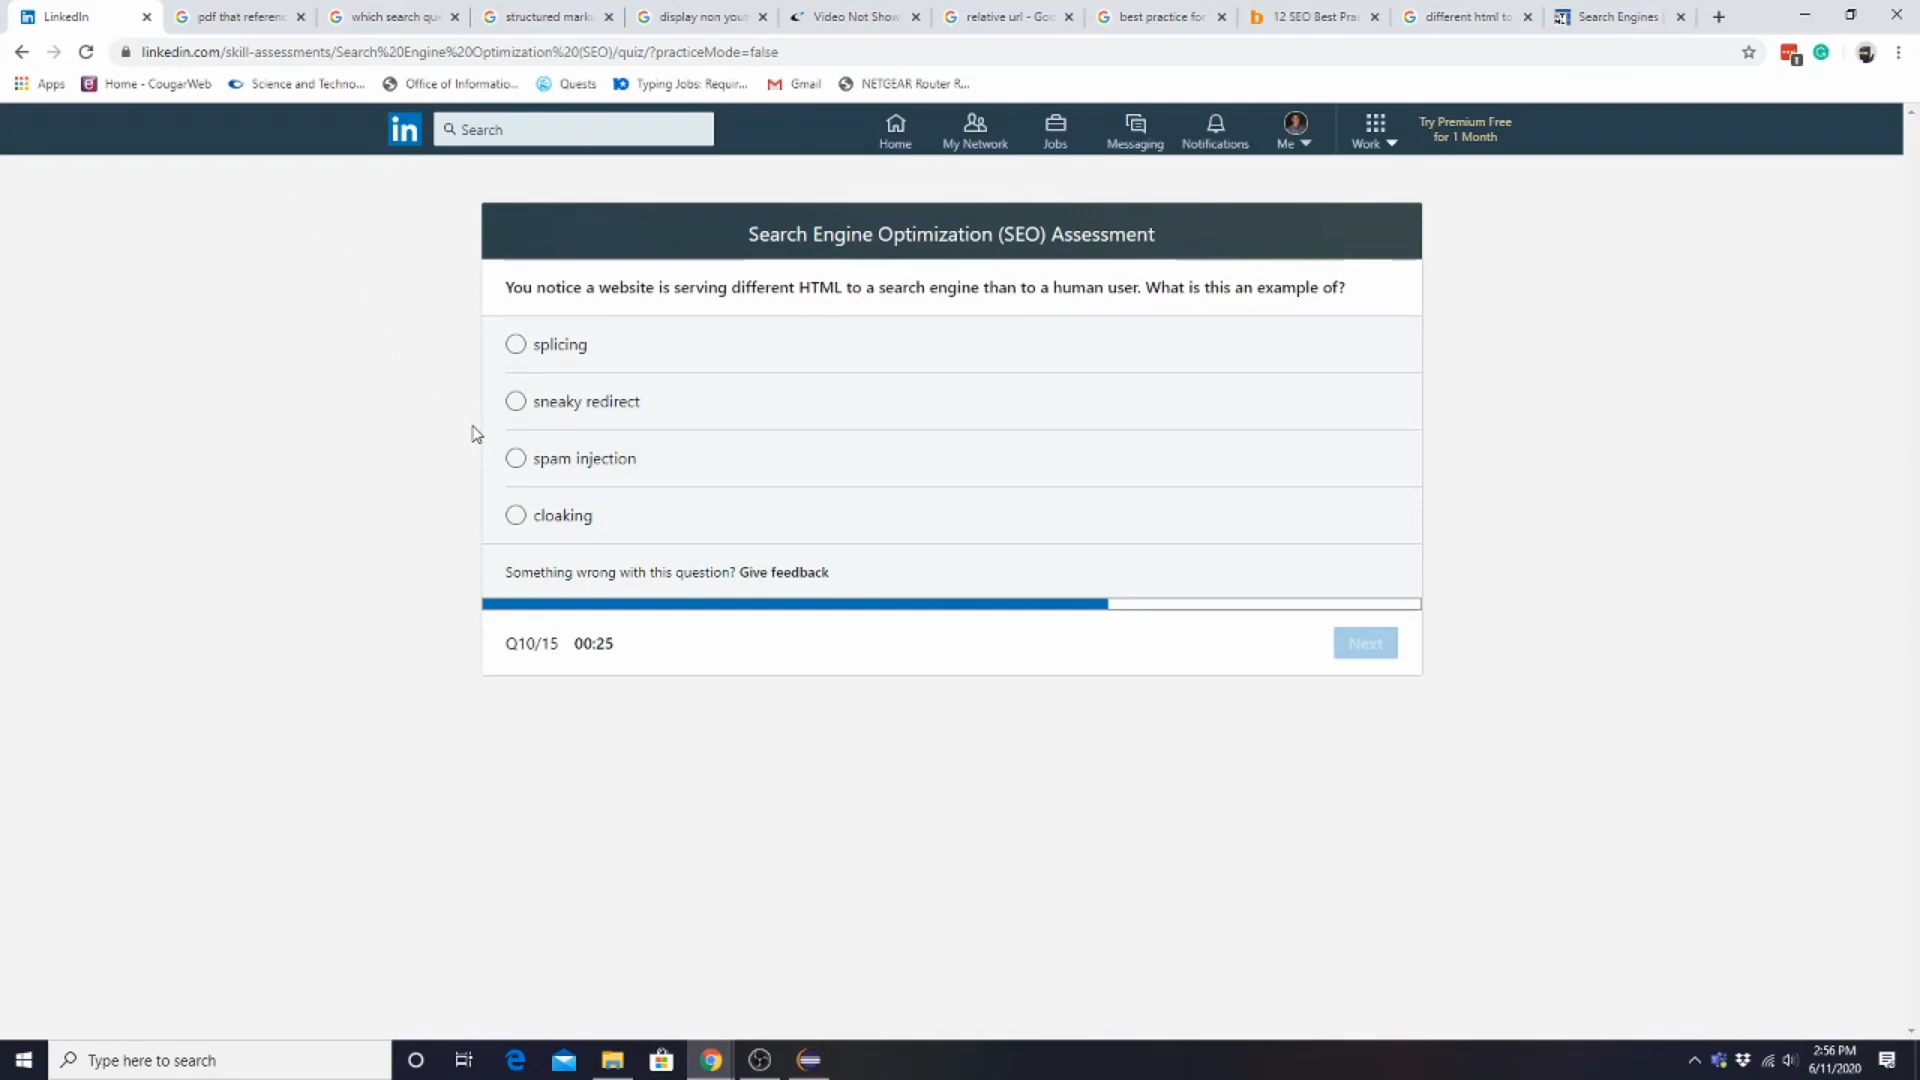 LinkedIn
pdf that referenc
which search que
structured mark
display non yout
Video Not Show
relative url - Goo
best practice for
12 SEO Best Prac
different html to
Search Engines
linkedin.com/skill-assessments/Search%20Engine%20Optimization%20(SEO)/quiz/?practiceMode=false
Apps
Home - CougarWeb
Science and Techno...
Office of Informatio...
Quests
Typing Jobs: Requir...
Gmail
NETGEAR Router R...
in
Search
Home
My Network
Jobs
Messaging
Notifications
Me
Work
Try Premium Free
for 1 Month
Search Engine Optimization (SEO) Assessment
You notice a website is serving different HTML to a search engine than to a human user. What is this an example of?
splicing
sneaky redirect
spam injection
cloaking
Something wrong with this question? Give feedback
Q10/15 00:25
Next
Type here to search
2:56 PM
6/11/2020